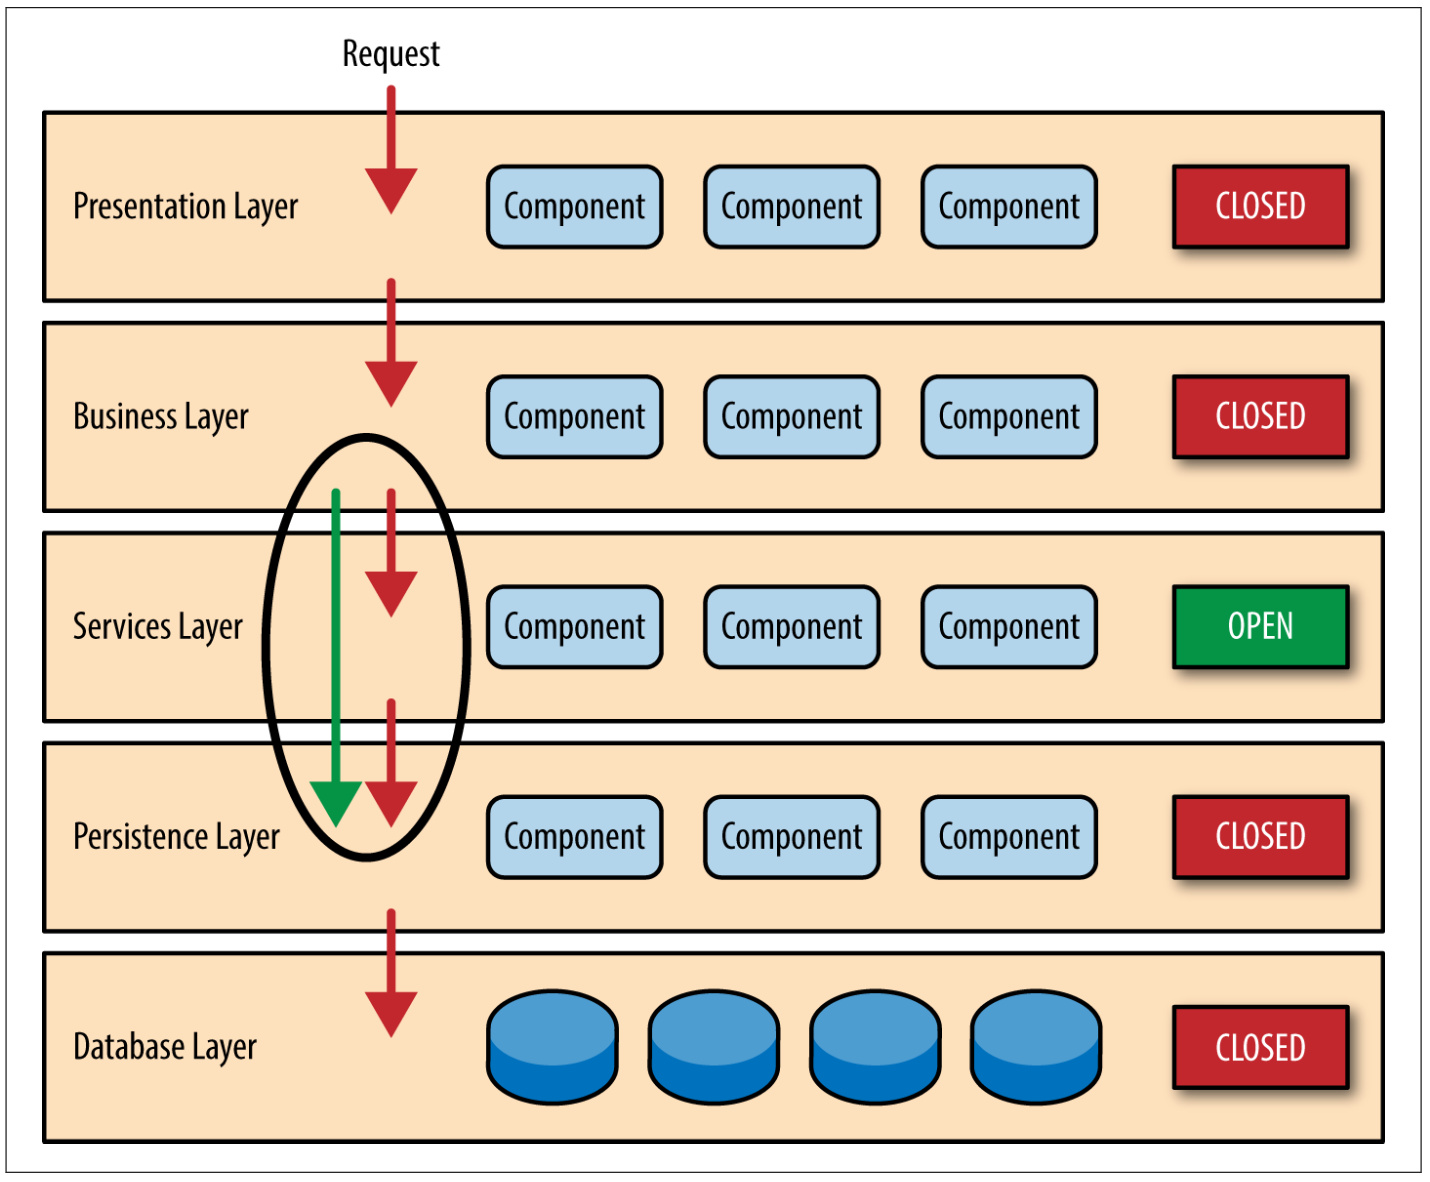 Request
Presentation Layer Component Component Component CLOSED
Business Layer Component Component Component CLOSED
Services Layer Component Component Component OPEN
Persistence Layer Component Component Component CLOSED
Database Layer CLOSED